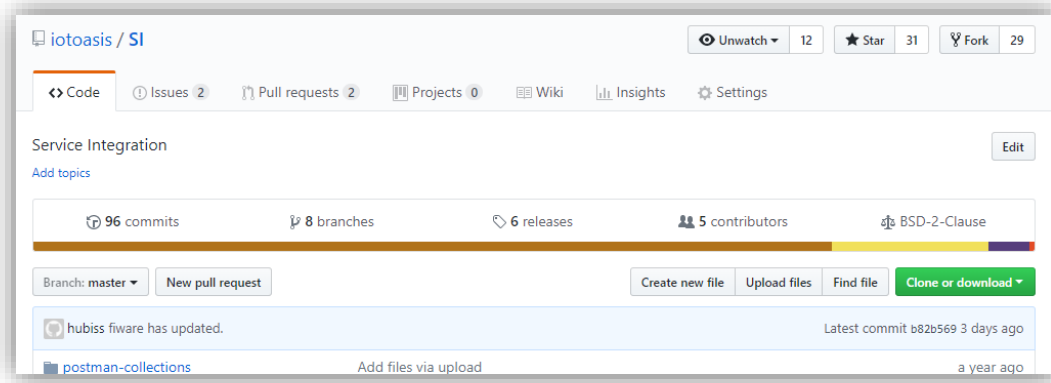 iotoasis / SI Unwatch 12 Star 31 Fork 29
Code Issues 2 Pull requests 2 Projects 0 Wiki Insights Settings
Service Integration Edit
Add topics
96 commits 8 branches 6 releases 5 contributors BSD-2-Clause
Branch: master New pull request Create new file Upload files Find file Clone or download
hubiss fiware has updated. Latest commit b82b569 3 days ago
postman-collections Add files via upload a year ago